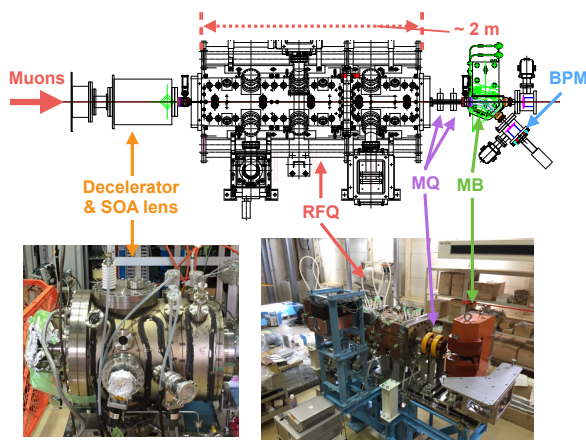 ~ 2 m
Muons
BPM
Decelerator
& SOA lens
RFQ
MQ
MB